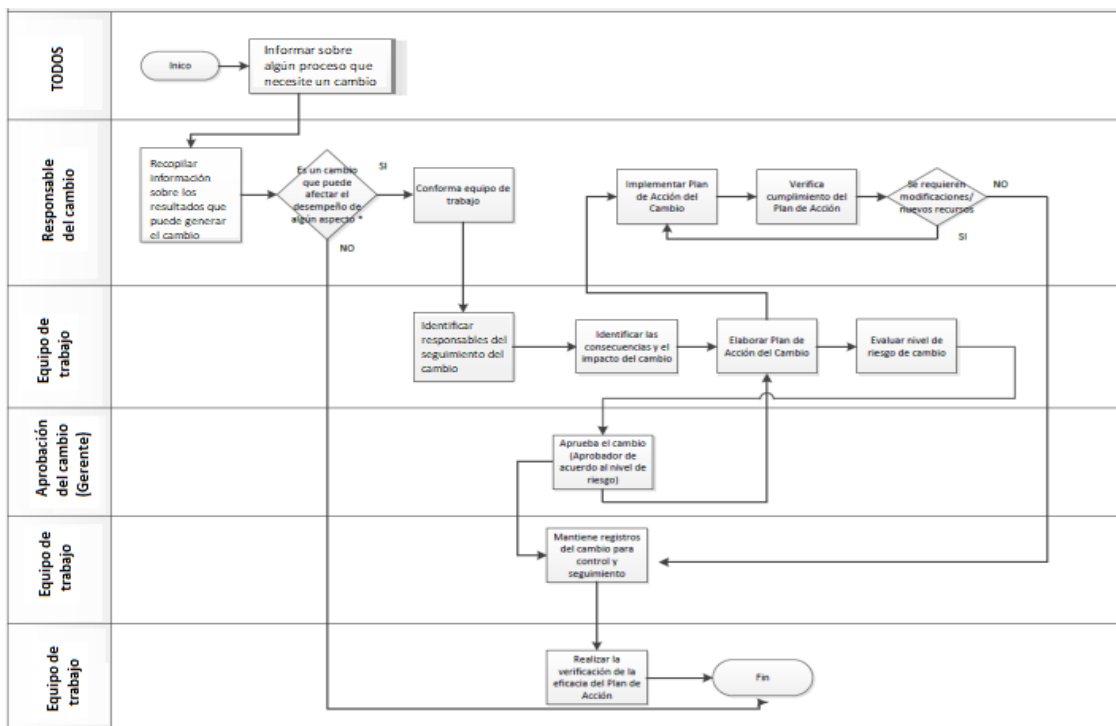 TODOS
Inico
Informar sobre
algún proceso que
necesite un cambio
Responsable
del cambio
Recopilar
información
sobre los
resultados que
puede generar
el cambio
Es un cambio
que puede
afectar el
desempeño de
algún aspecto *
SI
NO
Conforma equipo de
trabajo
Implementar Plan
de Acción del
Cambio
Verifica
cumplimiento del
Plan de Acción
Se requieren
modificaciones/
nuevos recursos
NO
SI
Equipo de
trabajo
Identificar
responsables del
seguimiento del
cambio
Identificar las
consecuencias y el
impacto del cambio
Elaborar Plan de
Acción del Cambio
Evaluar nivel de
riesgo de cambio
Aprobación
del cambio
(Gerente)
Aprueba el cambio
(Aprobador de
acuerdo al nivel de
riesgo)
Equipo de
trabajo
Mantiene registros
del cambio para
control y
seguimiento
Equipo de
trabajo
Realizar la
verificación de la
eficacia del Plan de
Acción
Fin